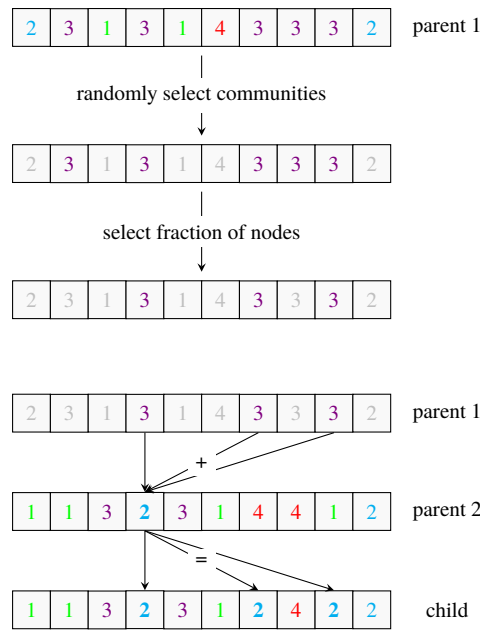 2 3 1 3 1 4 3 3 3 2 parent 1
randomly select communities
2 3 1 3 1 4 3 3 3 2
select fraction of nodes
2 3 1 3 1 4 3 3 3 2
2 3 1 3 1 4 3 3 3 2 parent 1
+
1 1 3 2 3 1 4 4 1 2 parent 2
=
1 1 3 2 3 1 2 4 2 2 child